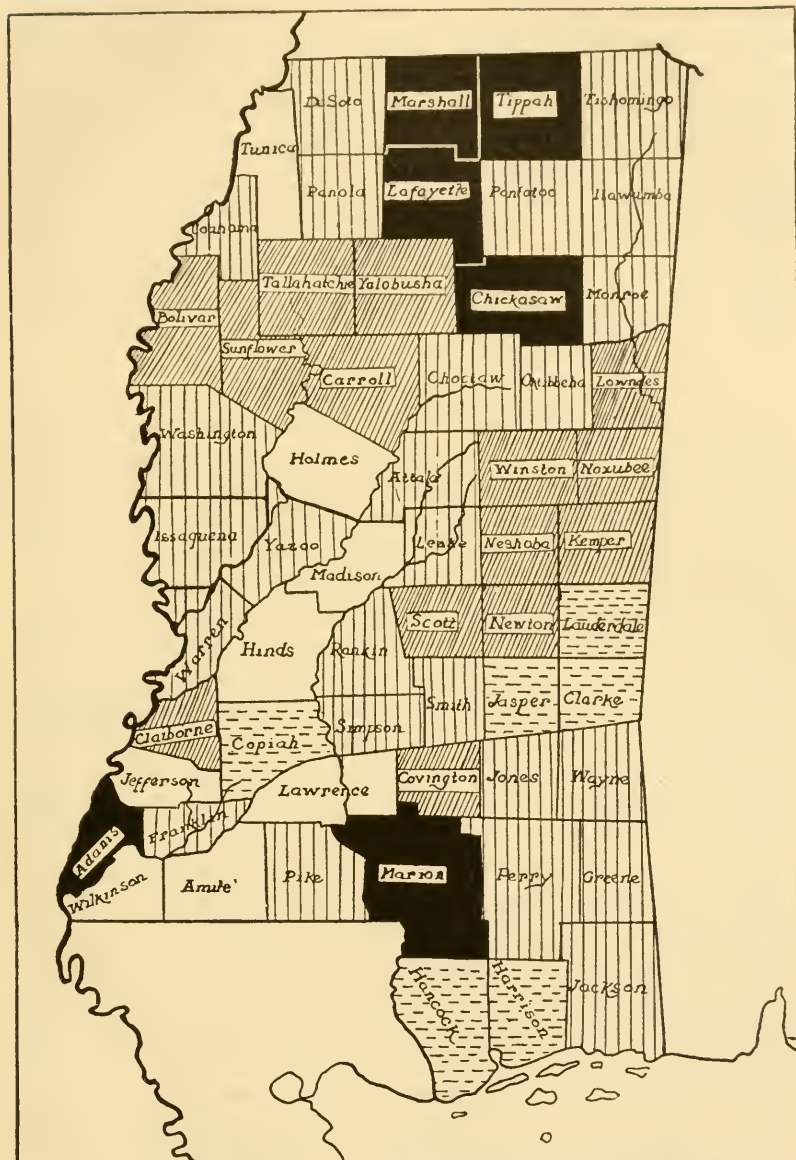 DeSoto
Marshall
Tippah
Tishomingo
Tunica
Panola
Lafayette
Pontotoc
Itawamba
Coahama
Tallahatchie
Yalobusha
Chickasaw
Monroe
Bolivar
Sunflower
Carroll
Choctaw
Oktibbeha
Lowndes
Washington
Holmes
Attala
Winston
Noxubee
Issaquena
Yazoo
Leake
Neshoba
Kemper
Madison
Warren
Hinds
Rankin
Scott
Newton
Lauderdale
Claiborne
Copiah
Simpson
Smith
Jasper
Clarke
Jefferson
Lawrence
Covington
Jones
Wayne
Adams
Franklin
Wilkinson
Amite'
Pike
Marion
Perry
Greene
Hancock
Harrison
Jackson